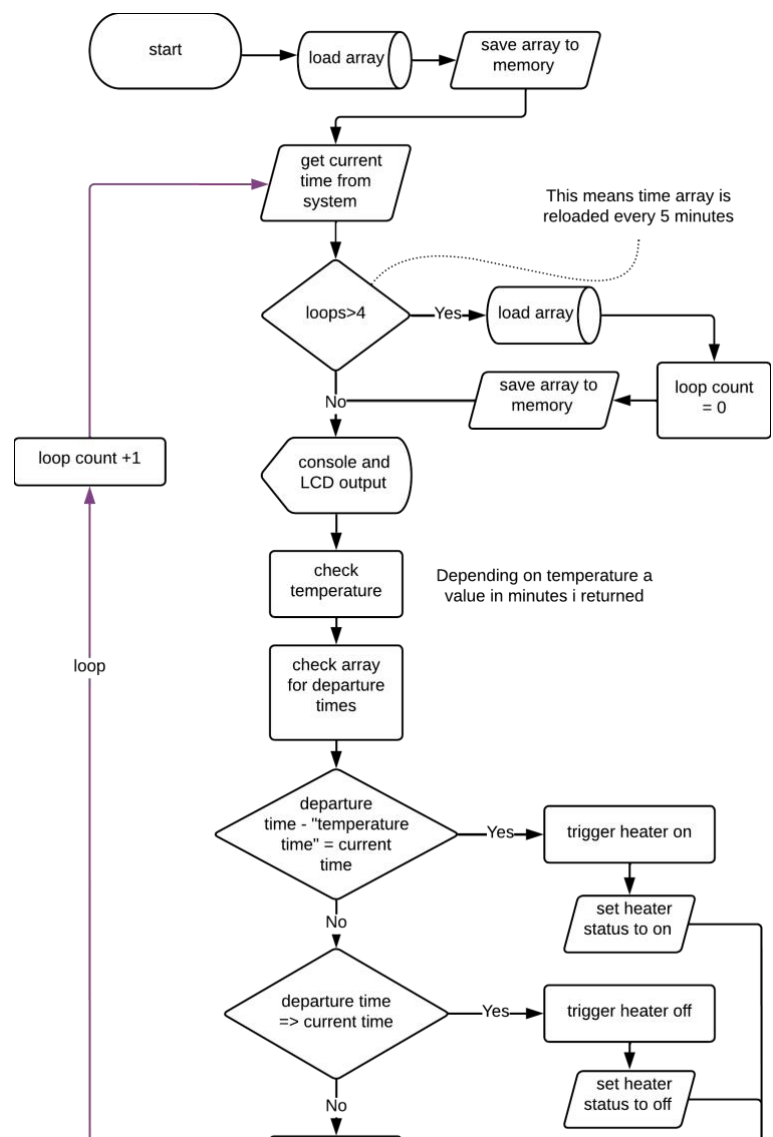 start
load array
save array to
memory
get current
time from
system
This means time array is
reloaded every 5 minutes
loops>4
Yes
load array
loop count
= 0
save array to
memory
No
loop count +1
console and
LCD output
check
temperature
Depending on temperature a
value in minutes i returned
loop
check array
for departure
times
departure
time - "temperature
time" = current
time
Yes
trigger heater on
set heater
status to on
No
departure time
=> current time
Yes
trigger heater off
set heater
status to off
No